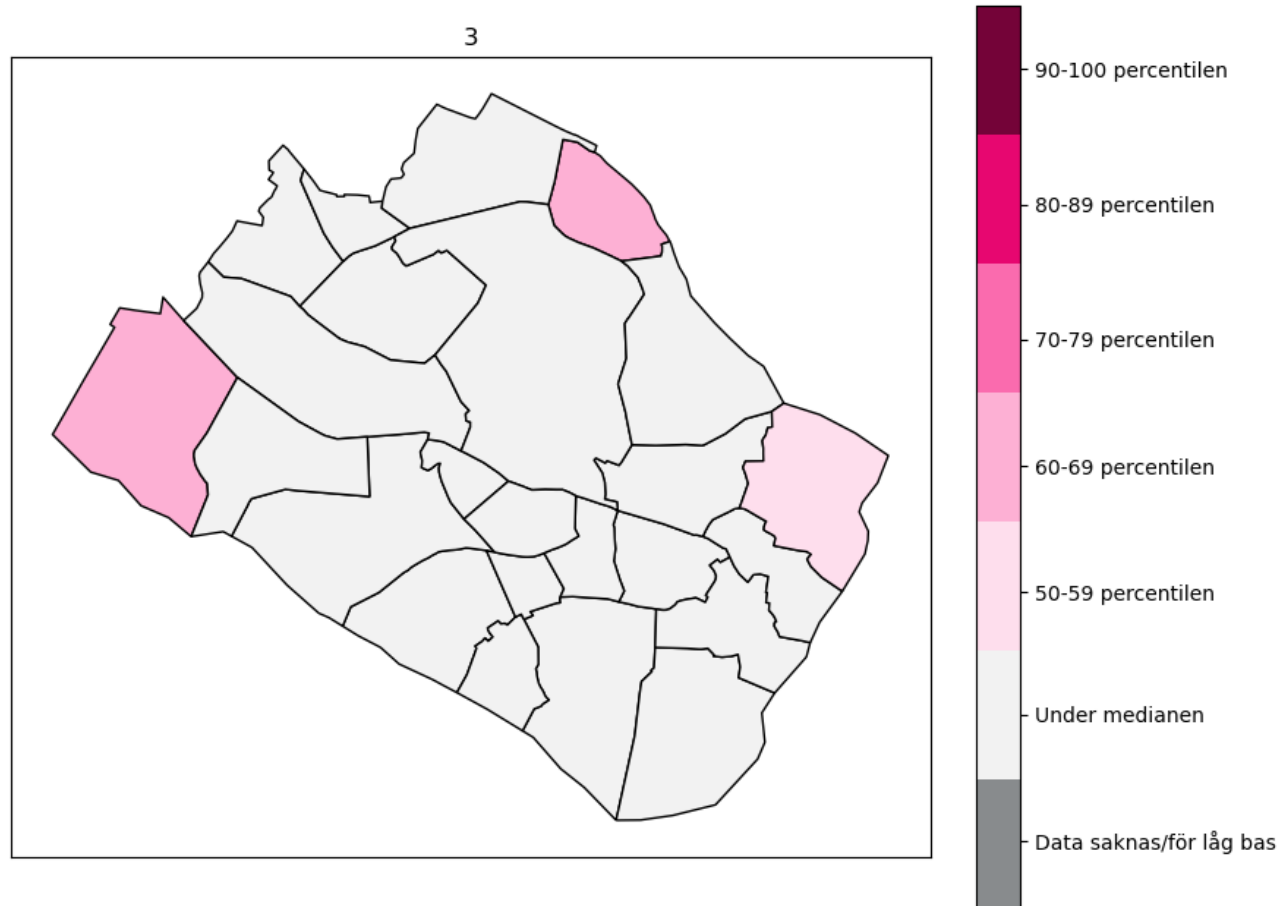 3
90-100 percentilen
80-89 percentilen
70-79 percentilen
60-69 percentilen
50-59 percentilen
Under medianen
Data saknas/för låg bas